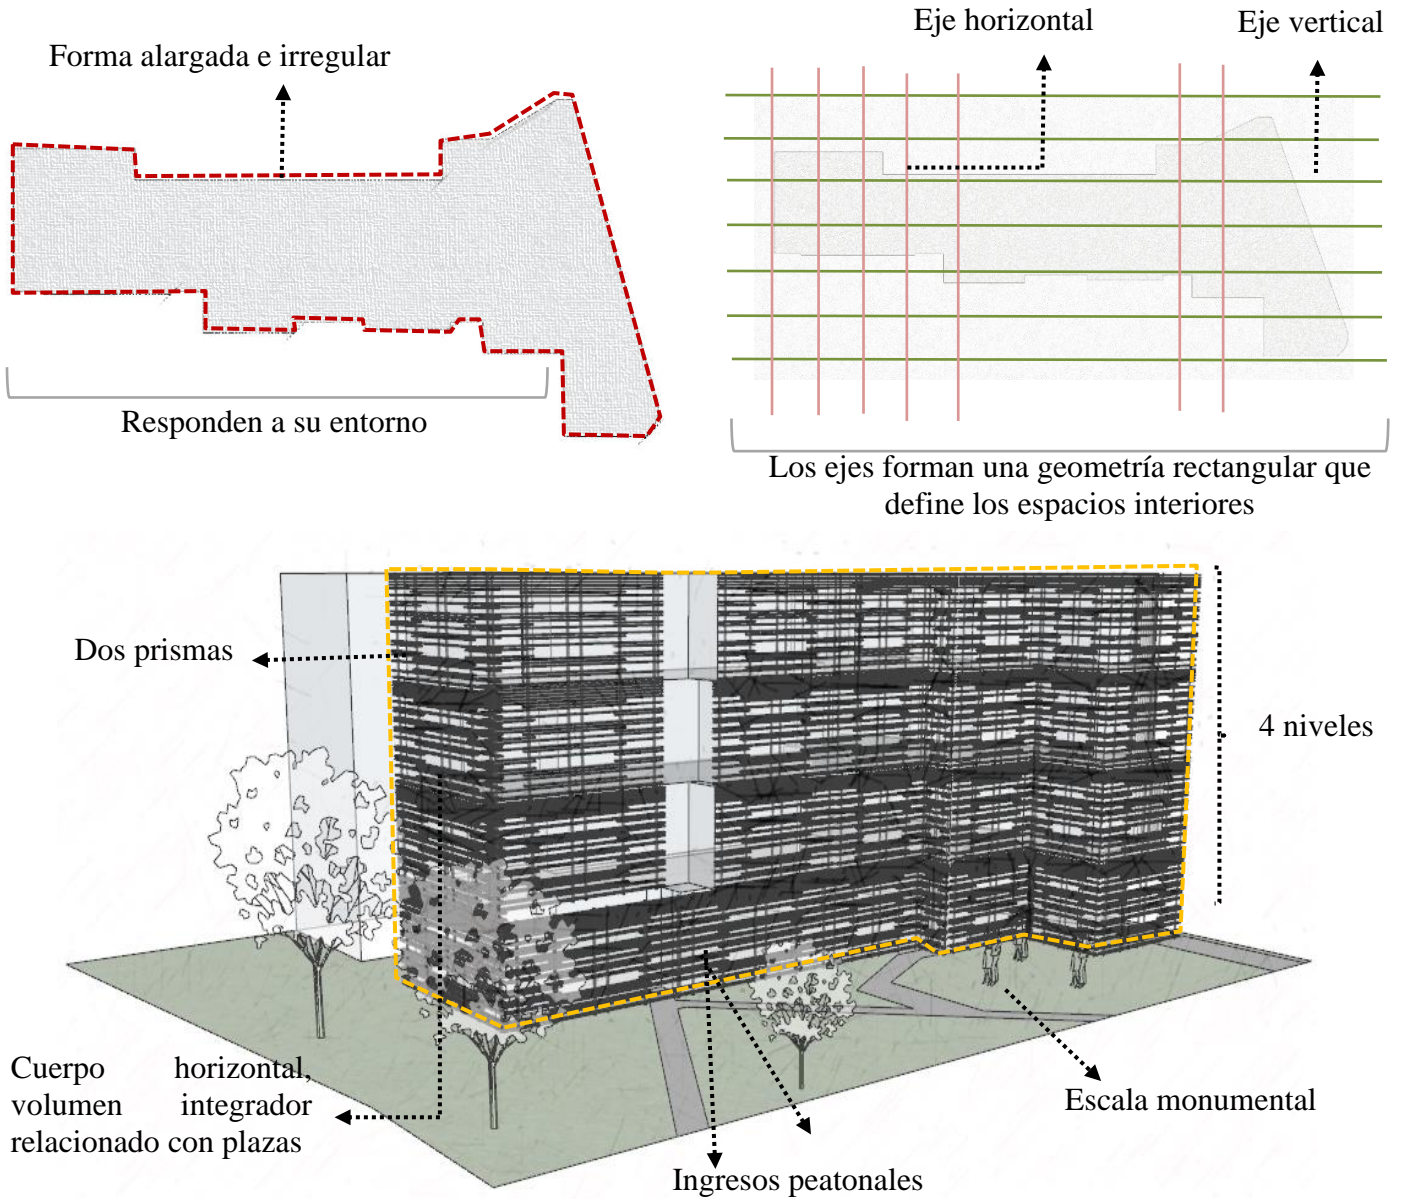 Eje horizontal
Eje vertical
Forma alargada e irregular
Responden a su entorno
Los ejes forman una geometría rectangular que
define los espacios interiores
Dos prismas
4 niveles
Cuerpo horizontal,
volumen integrador
relacionado con plazas
Escala monumental
Ingresos peatonales